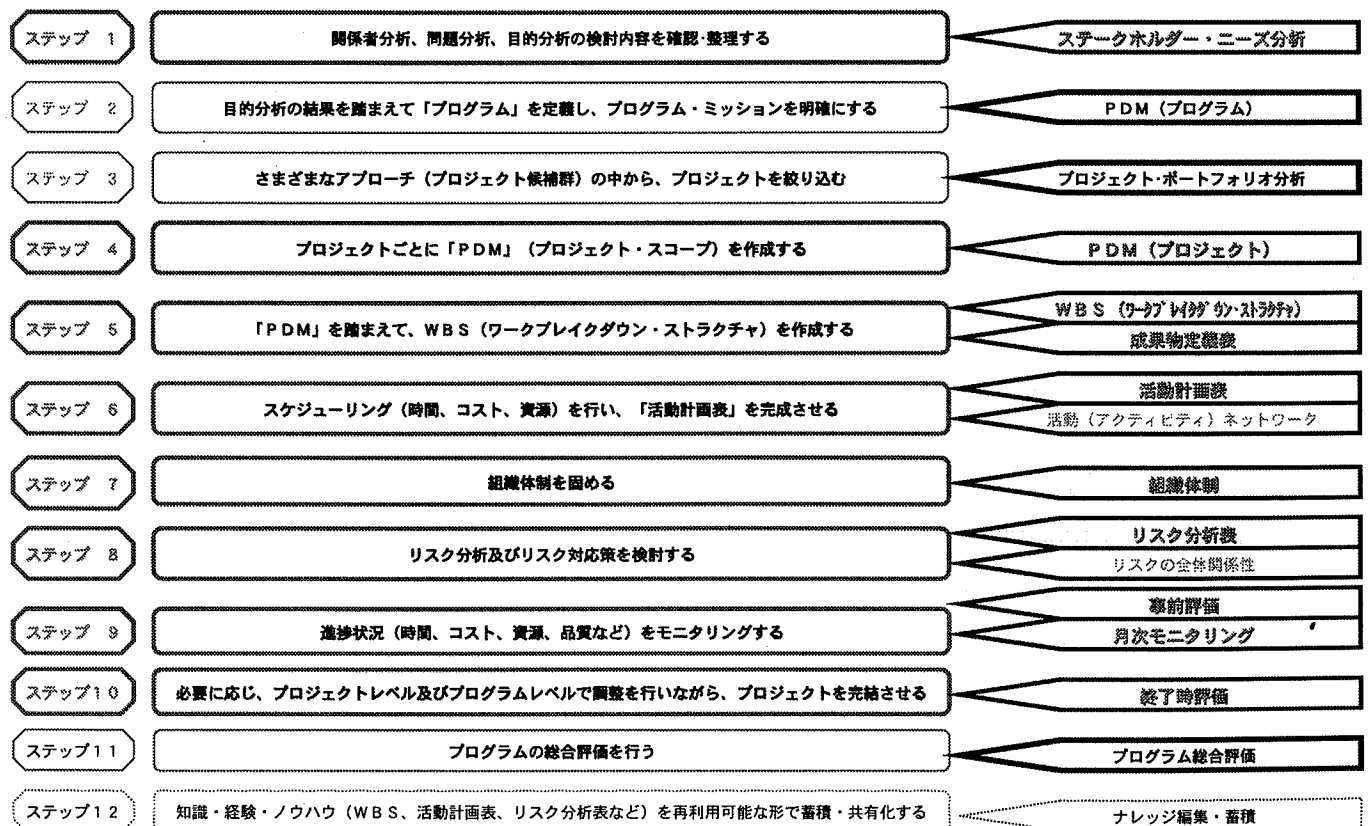 ステップ 1
関係者分析、問題分析、目的分析の検討内容を確認・整理する
ステークホルダー・ニーズ分析
ステップ 2
目的分析の結果を踏まえて「プログラム」を定義し、プログラム・ミッションを明確にする
PDM(プログラム)
ステップ 3
さまざまなアプローチ(プロジェクト候補群)の中から、プロジェクトを絞り込む
プロジェクト・ポートフォリオ分析
ステップ 4
プロジェクトごとに「PDM」(プロジェクト・スコープ)を作成する
PDM(プロジェクト)
ステップ 5
「PDM」を踏まえて、WBS(ワークブレイクダウン・ストラクチャ)を作成する
WBS(ワークブレイクダウン・ストラクチャ)
成果物定義表
ステップ 6
スケジューリング(時間、コスト、資源)を行い、「活動計画表」を完成させる
活動計画表
活動(アクティビティ)ネットワーク
ステップ 7
組織体制を固める
組織体制
ステップ 8
リスク分析及びリスク対応策を検討する
リスク分析表
リスクの全体関係性
ステップ 9
進捗状況(時間、コスト、資源、品質など)をモニタリングする
事前評価
月次モニタリング
ステップ10
必要に応じ、プロジェクトレベル及びプログラムレベルで調整を行いながら、プロジェクトを完結させる
終了時評価
ステップ11
プログラムの総合評価を行う
プログラム総合評価
ステップ12
知識・経験・ノウハウ(WBS、活動計画表、リスク分析表など)を再利用可能な形で蓄積・共有化する
ナレッジ編集・蓄積